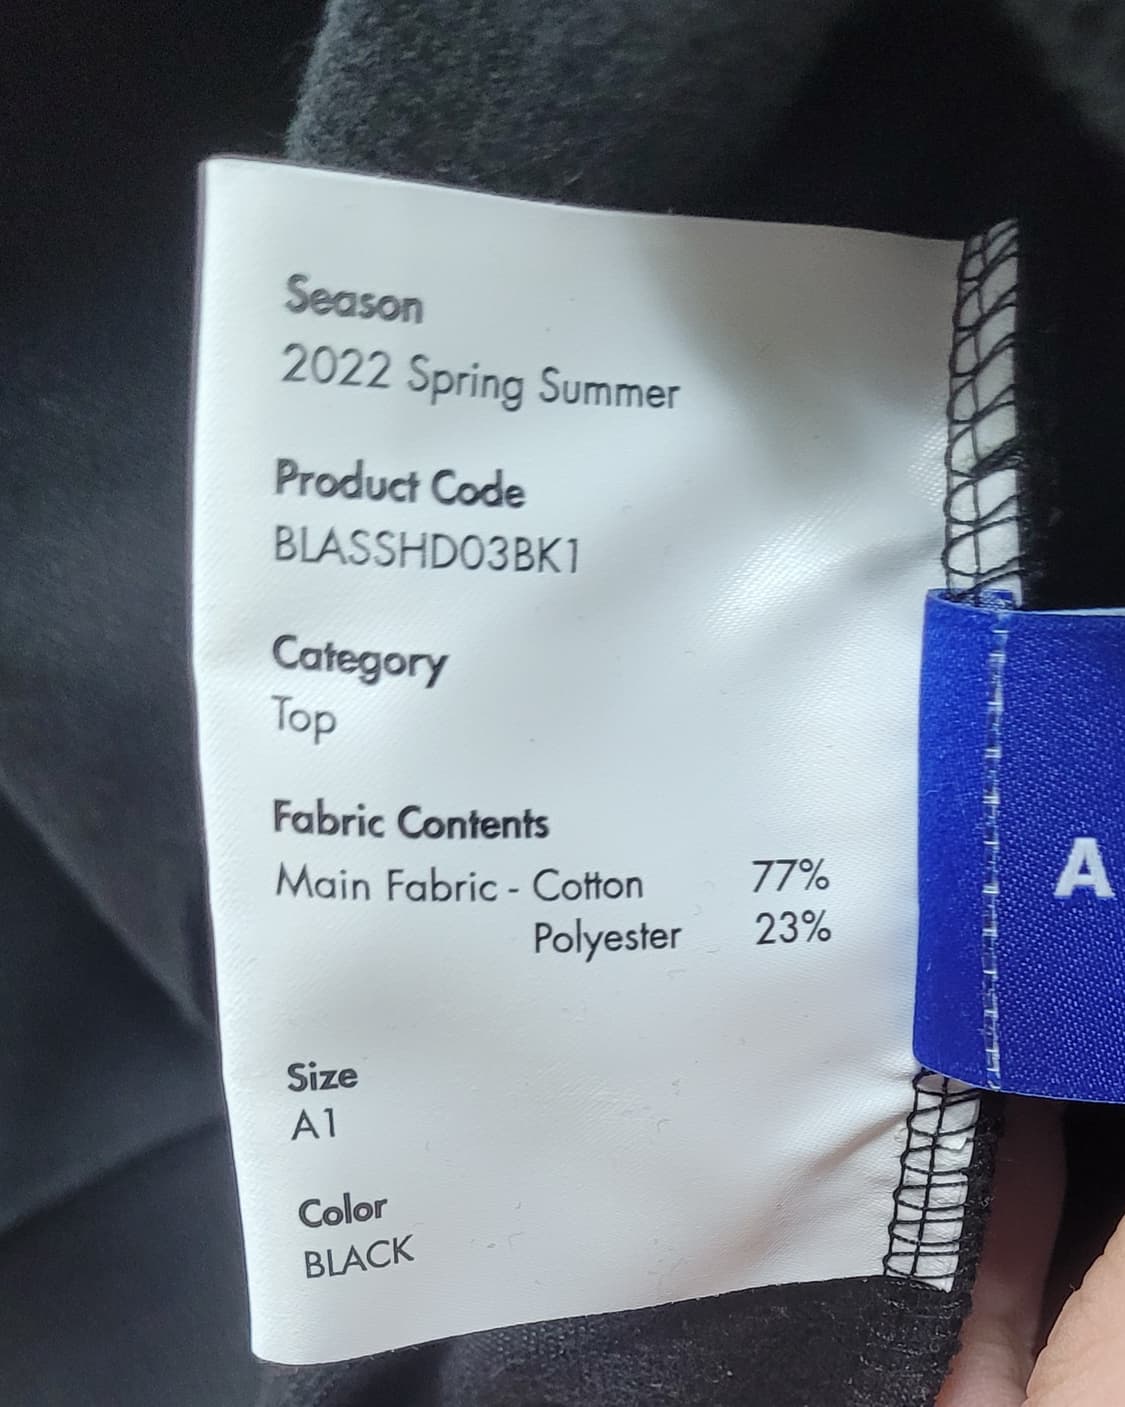 Season
2022 Spring Summer
Product Code
BLASSHD03BK1
Category
Top
Fabric Contents
Main Fabric - Cotton 77%
Polyester 23%
Size
A1
Color
BLACK
A